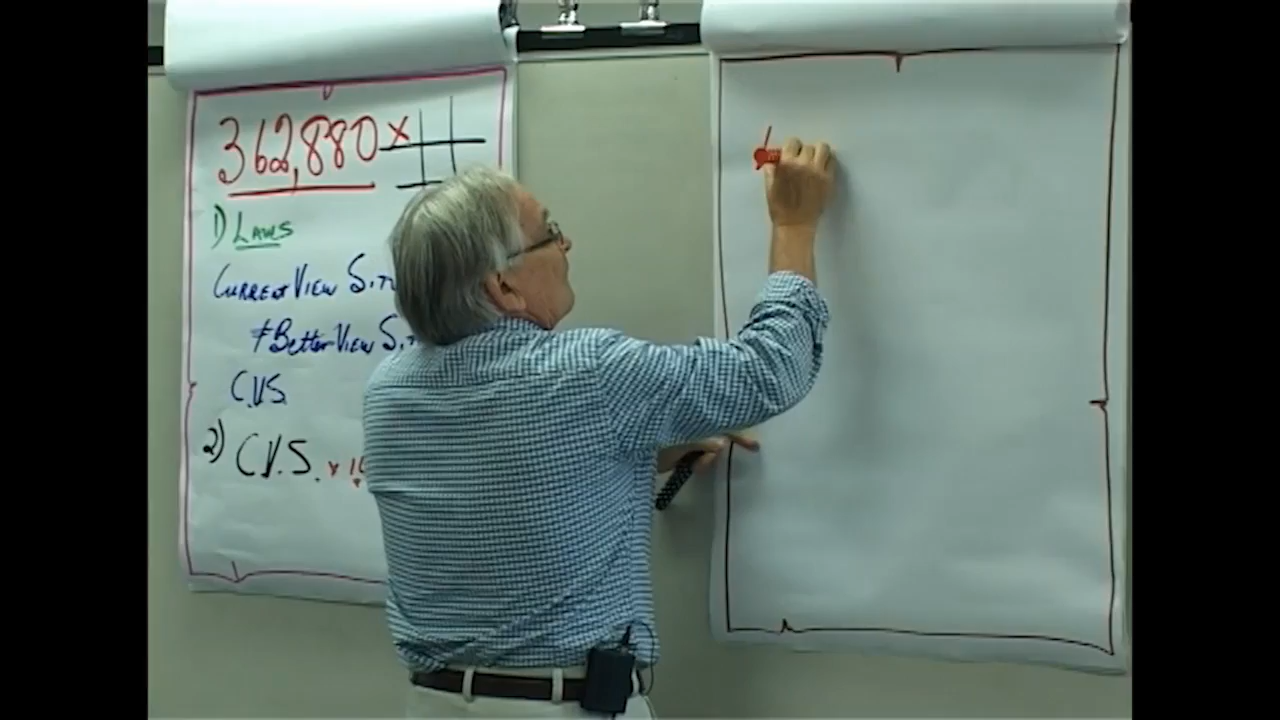 362,880 x
1) LAWS
CURRENT VIEW
≠ Better VIEW
C.V.S.
2) C.V.S. x